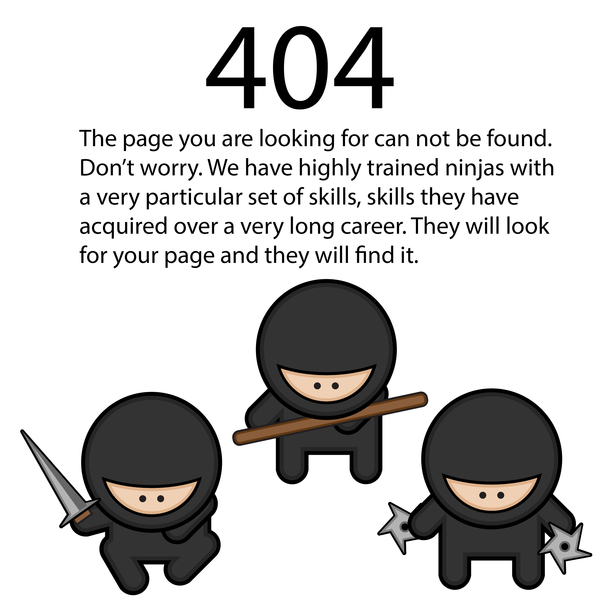 404
The page you are looking for can not be found.
Don’t worry. We have highly trained ninjas with
a very particular set of skills, skills they have
acquired over a very long career. They will look
for your page and they will find it.